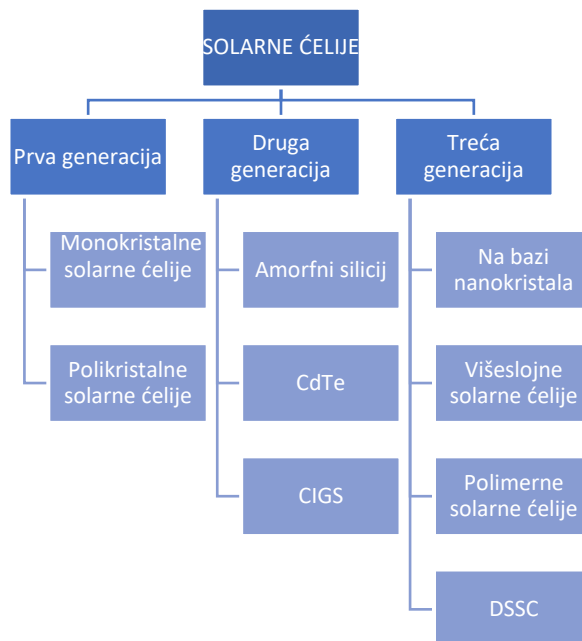 SOLARNE ĆELIJE
Prva generacija
Monokristalne
solarne ćelije
Polikristalne
solarne ćelije
Druga
generacija
Amorfni silicij
CdTe
CIGS
Treća
generacija
Na bazi
nanokristala
Višeslojne
solarne ćelije
Polimerne
solarne ćelije
DSSC